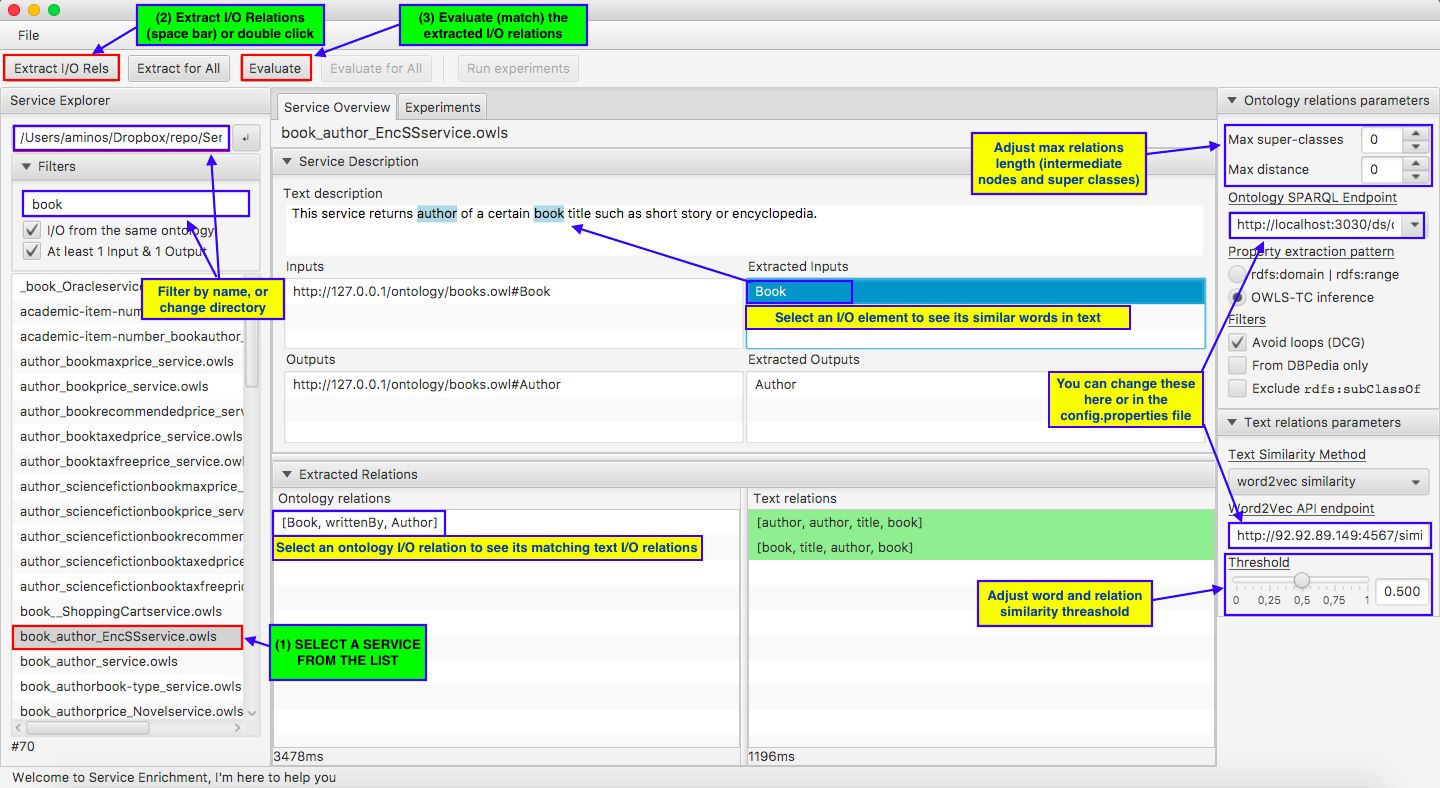 (2) Extract I/O Relations
(space bar) or double click
(3) Evaluate (match) the
extracted I/O relations
File
Extract I/O Rels
Extract for All
Evaluate
Evaluate for All
Run experiments
Service Explorer
/Users/aminos/Dropbox/repo/Ser
Filters
book
I/O from the same ontology
At least 1 Input & 1 Output
Filter by name, or
change directory
_book_Oracleservice
academic-item-num
academic-item-number_bookauthor_
author_bookmaxprice_service.owls
author_bookprice_service.owls
author_bookrecommendedprice_serv
author_booktaxedprice_service.owls
author_booktaxfreeprice_service.owl
author_sciencefictionbookmaxprice_
author_sciencefictionbookprice_serv
author_sciencefictionbookrecommen
author_sciencefictionbooktaxedprice
author_sciencefictionbooktaxfreepric
book__ShoppingCartservice.owls
book_author_EncSSservice.owls
book_author_service.owls
book_authorbook-type_service.owls
book_authorprice_Novelservice.owls
#70
(1) SELECT A SERVICE
FROM THE LIST
Service Overview
Experiments
book_author_EncSSservice.owls
Service Description
Text description
This service returns author of a certain book title such as short story or encyclopedia.
Inputs
http://127.0.0.1/ontology/books.owl#Book
Extracted Inputs
Book
Select an I/O element to see its similar words in text
Outputs
http://127.0.0.1/ontology/books.owl#Author
Extracted Outputs
Author
Extracted Relations
Ontology relations
[Book, writtenBy, Author]
Select an ontology I/O relation to see its matching text I/O relations
3478ms
Text relations
[author, author, title, book]
[book, title, author, book]
1196ms
Adjust max relations
length (intermediate
nodes and super classes)
You can change these
here or in the
config.properties file
Adjust word and relation
similarity threashold
Ontology relations parameters
Max super-classes 0
Max distance 0
Ontology SPARQL Endpoint
http://localhost:3030/ds/c
Property extraction pattern
rdfs:domain | rdfs:range
OWLS-TC inference
Filters
Avoid loops (DCG)
From DBPedia only
Exclude rdfs:subClassOf
Text relations parameters
Text Similarity Method
word2vec similarity
Word2Vec API endpoint
http://92.92.89.149:4567/simi
Threshold
0 0,25 0,5 0,75 1
0.500
Welcome to Service Enrichment, I'm here to help you